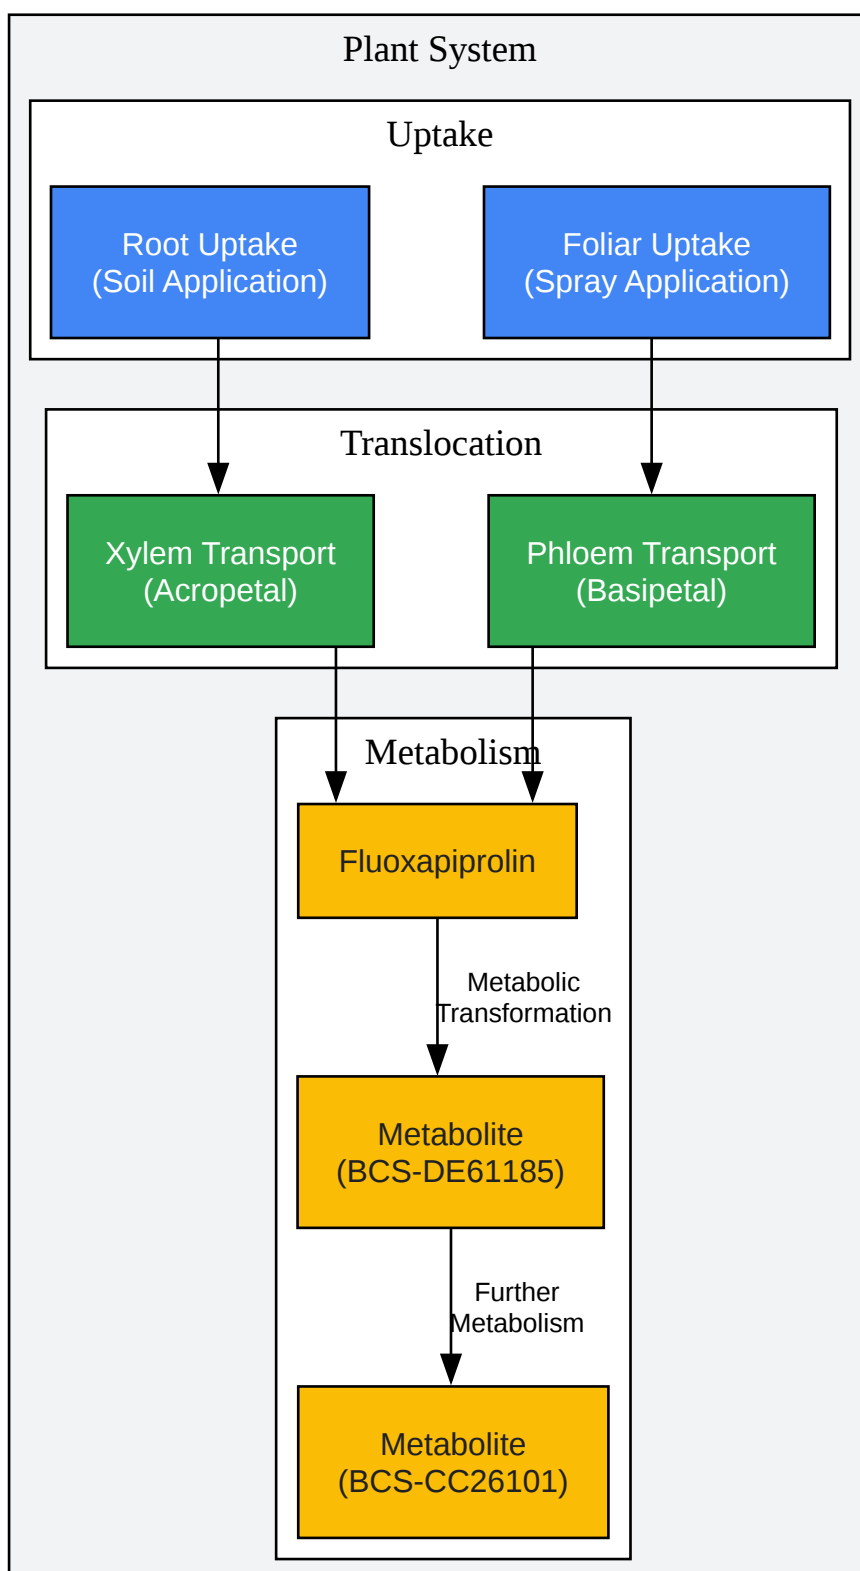 Plant System
Uptake
Root Uptake
(Soil Application)
Foliar Uptake
(Spray Application)
Translocation
Xylem Transport
(Acropetal)
Phloem Transport
(Basipetal)
Metabolism
Fluoxapiprolin
Metabolic
Transformation
Metabolite
(BCS-DE61185)
Further
Metabolism
Metabolite
(BCS-CC26101)